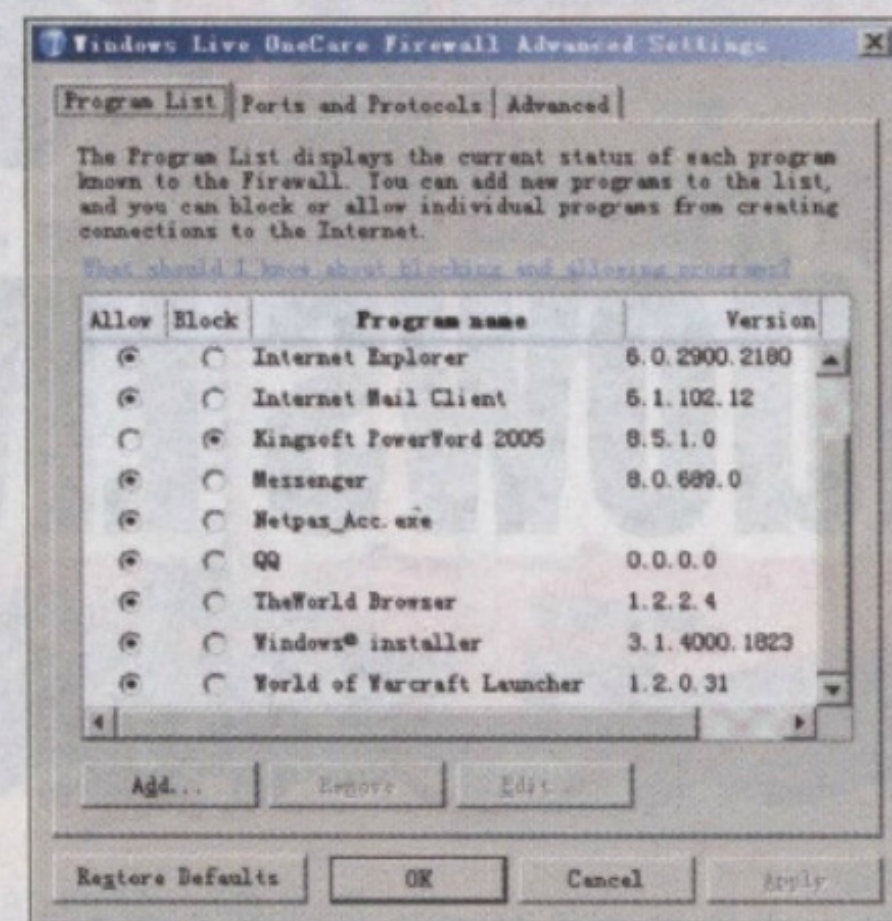 Windows Live OneCare Firewall Advanced Settings
Program List Ports and Protocols Advanced
The Program List displays the current status of each program
known to the Firewall. You can add new programs to the list,
and you can block or allow individual programs from creating
connections to the Internet.
What should I know about blocking and allowing programs?
Allow Block Program name Version
Internet Explorer 6.0.2900.2180
Internet Mail Client 6.1.102.12
Kingsoft PowerWord 2005 8.5.1.0
Messenger 8.0.689.0
Netpas_Acc.exe
QQ 0.0.0.0
TheWorld Browser 1.2.2.4
Windows® installer 3.1.4000.1823
World of Warcraft Launcher 1.2.0.31
Add... Remove Edit...
Restore Defaults OK Cancel Apply